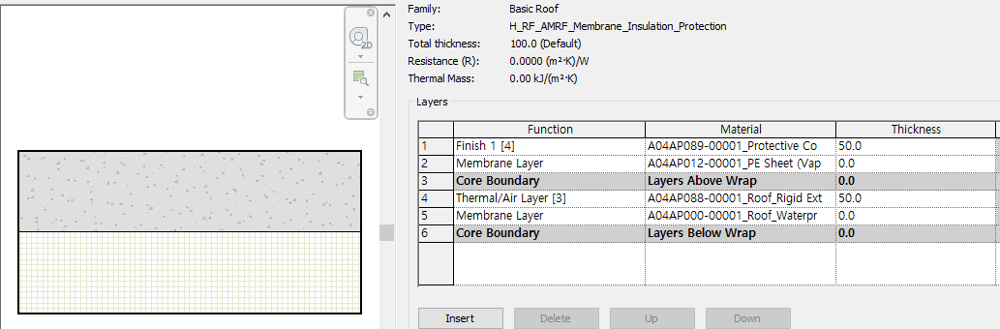 2D
Family: Basic Roof
Type: H_RF_AMRF_Membrane_Insulation_Protection
Total thickness: 100.0 (Default)
Resistance (R): 0.0000 (m²·K)/W
Thermal Mass: 0.00 kJ/(m²·K)
Layers
Function Material Thickness
1 Finish 1 [4] A04AP089-00001_Protective Co 50.0
2 Membrane Layer A04AP012-00001_PE Sheet (Vap 0.0
3 Core Boundary Layers Above Wrap 0.0
4 Thermal/Air Layer [3] A04AP088-00001_Roof_Rigid Ext 50.0
5 Membrane Layer A04AP000-00001_Roof_Waterpr 0.0
6 Core Boundary Layers Below Wrap 0.0
Insert Delete Up Down